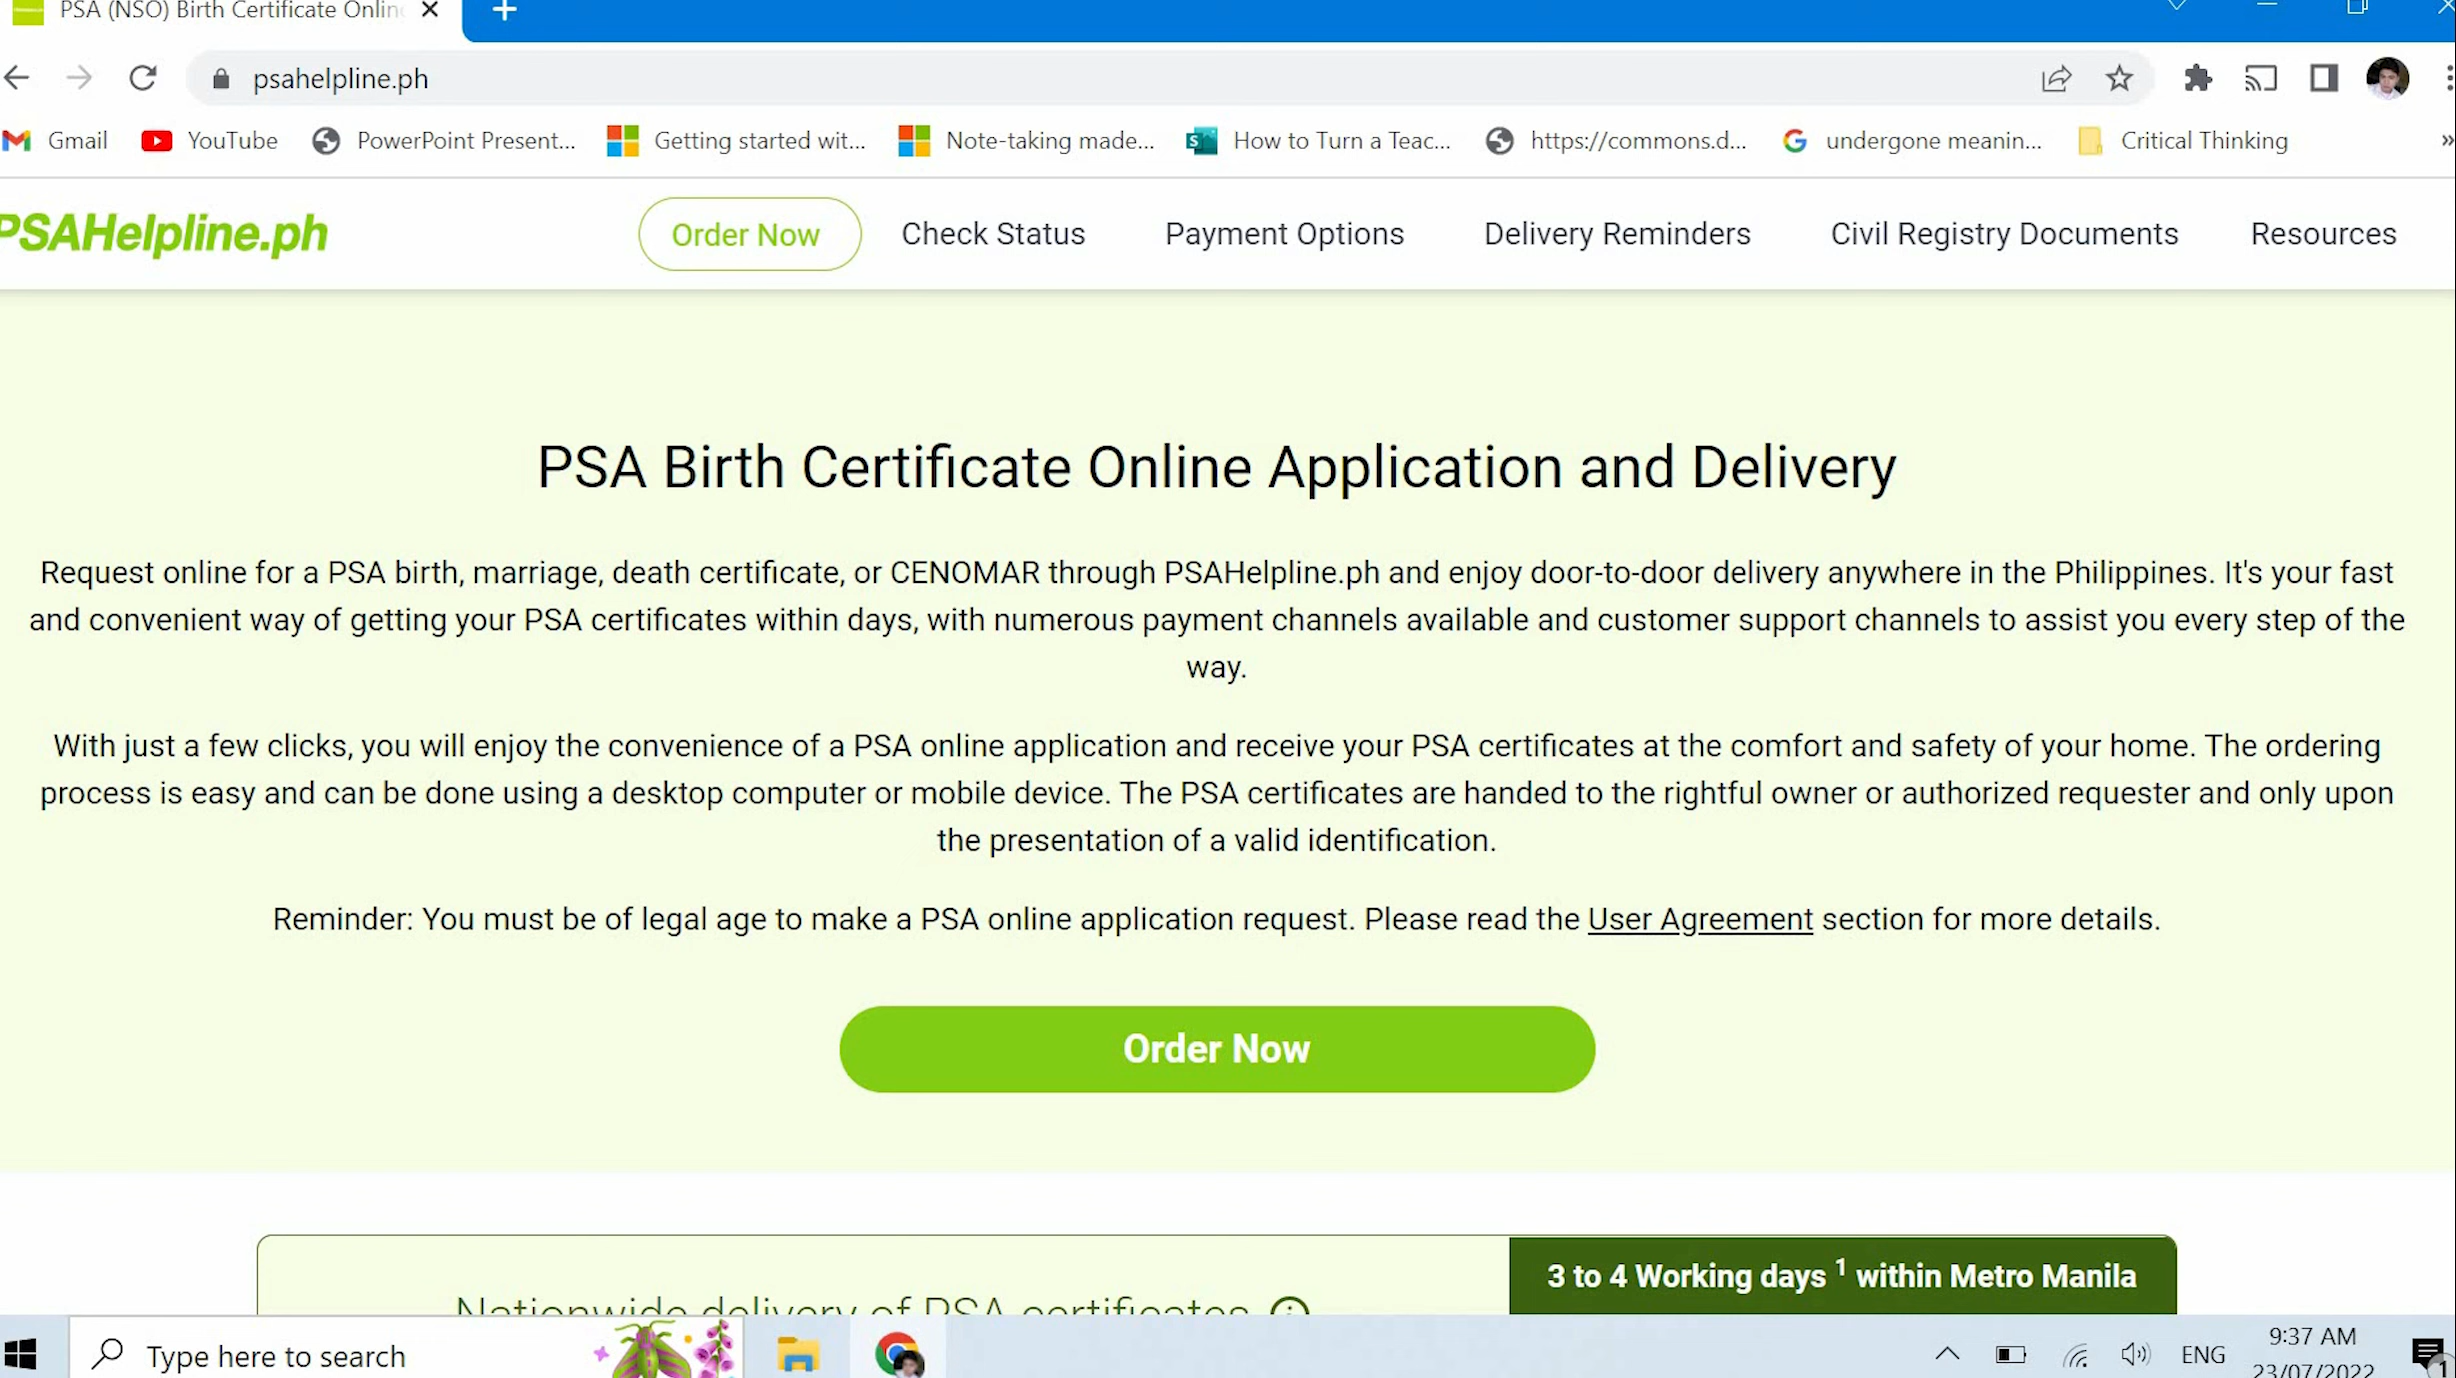 PSA (NSO) Birth Certificate Onlin
psahelpline.ph
Gmail YouTube PowerPoint Present... Getting started wit... Note-taking made... How to Turn a Teac... https://commons.d... undergone meanin... Critical Thinking
PSAHelpline.ph Order Now Check Status Payment Options Delivery Reminders Civil Registry Documents Resources
PSA Birth Certificate Online Application and Delivery
Request online for a PSA birth, marriage, death certificate, or CENOMAR through PSAHelpline.ph and enjoy door-to-door delivery anywhere in the Philippines. It's your fast
and convenient way of getting your PSA certificates within days, with numerous payment channels available and customer support channels to assist you every step of the
way.
With just a few clicks, you will enjoy the convenience of a PSA online application and receive your PSA certificates at the comfort and safety of your home. The ordering
process is easy and can be done using a desktop computer or mobile device. The PSA certificates are handed to the rightful owner or authorized requester and only upon
the presentation of a valid identification.
Reminder: You must be of legal age to make a PSA online application request. Please read the User Agreement section for more details.
Order Now
3 to 4 Working days 1 within Metro Manila
Nationwide delivery of PSA certificates
Type here to search
ENG
9:37 AM
23/07/2022
1